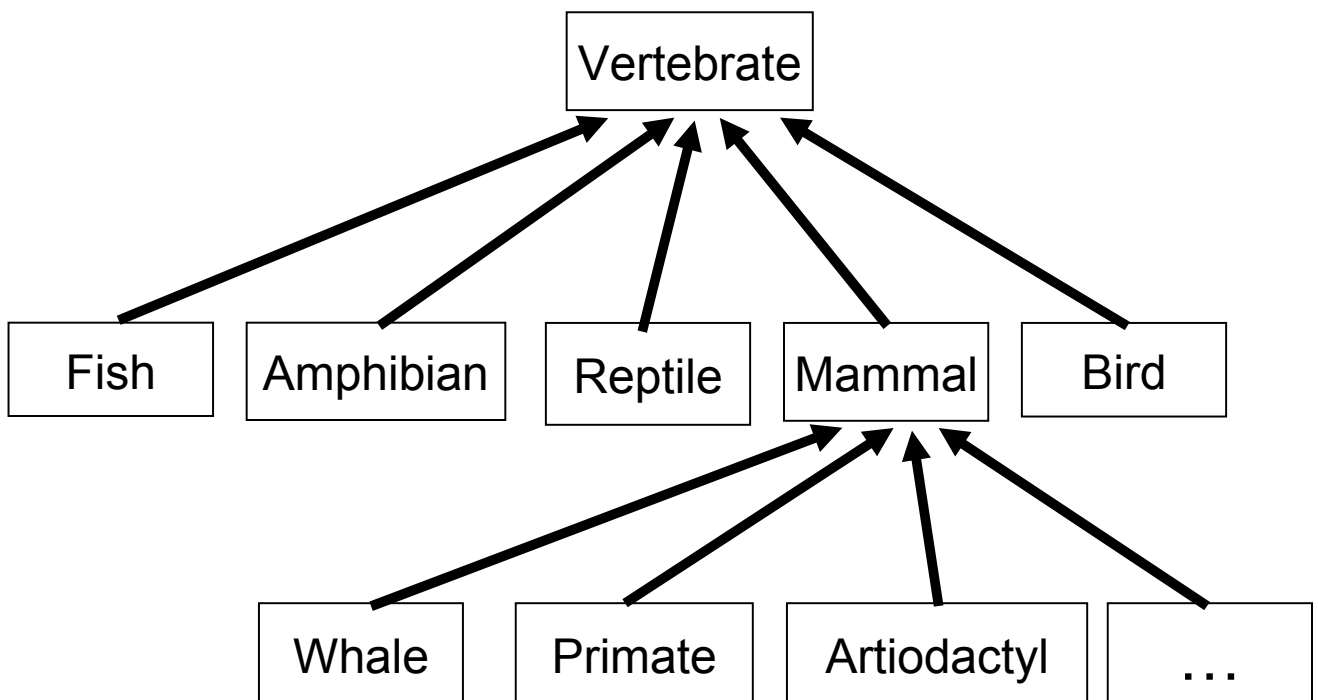 Vertebrate
Fish
Amphibian
Reptile
Mammal
Bird
Whale
Primate
Artiodactyl
...